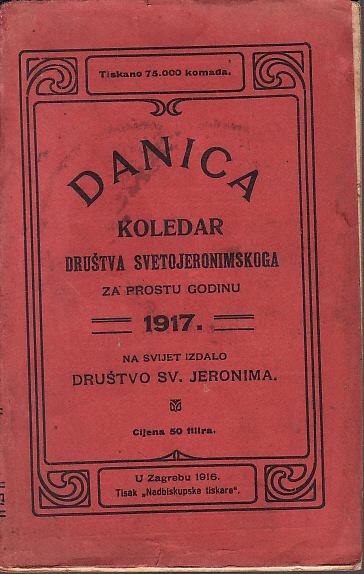 Tiskano 75.000 komada.
DANICA
KOLEDAR
DRUŠTVA SVETOJERONIMSKOGA
ZA PROSTU GODINU
1917.
NA SVIJET IZDALO
DRUŠTVO SV. JERONIMA.
Cijena 50 filira.
U Zagrebu 1916.
Tisak „Nadbiskupske tiskare“.